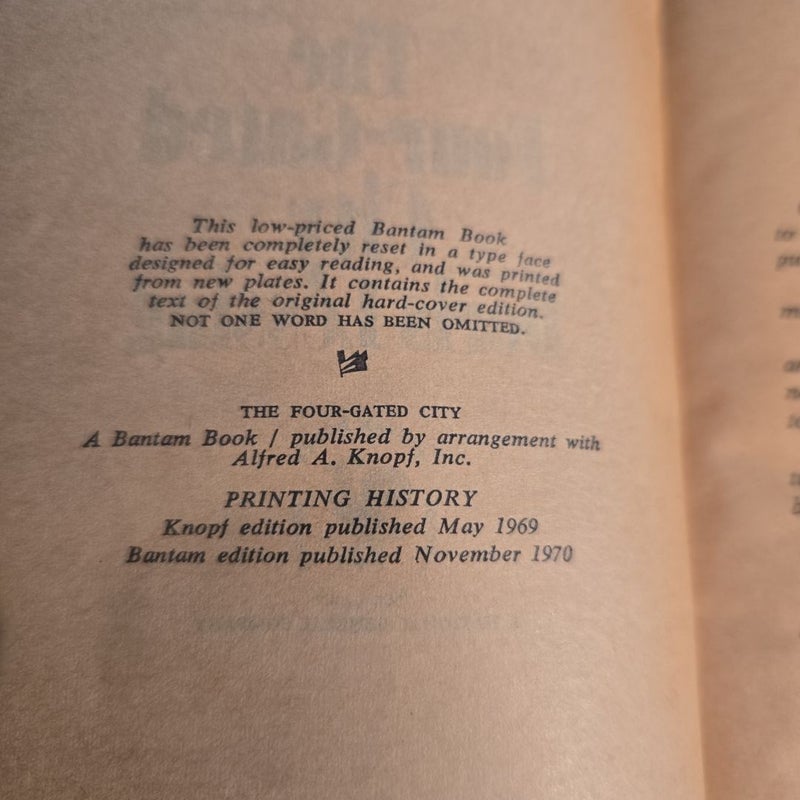 This low-priced Bantam Book
has been completely reset in a type face
designed for easy reading, and was printed
from new plates. It contains the complete
text of the original hard-cover edition.
NOT ONE WORD HAS BEEN OMITTED.
THE FOUR-GATED CITY
A Bantam Book / published by arrangement with
Alfred A. Knopf, Inc.
PRINTING HISTORY
Knopf edition published May 1969
Bantam edition published November 1970